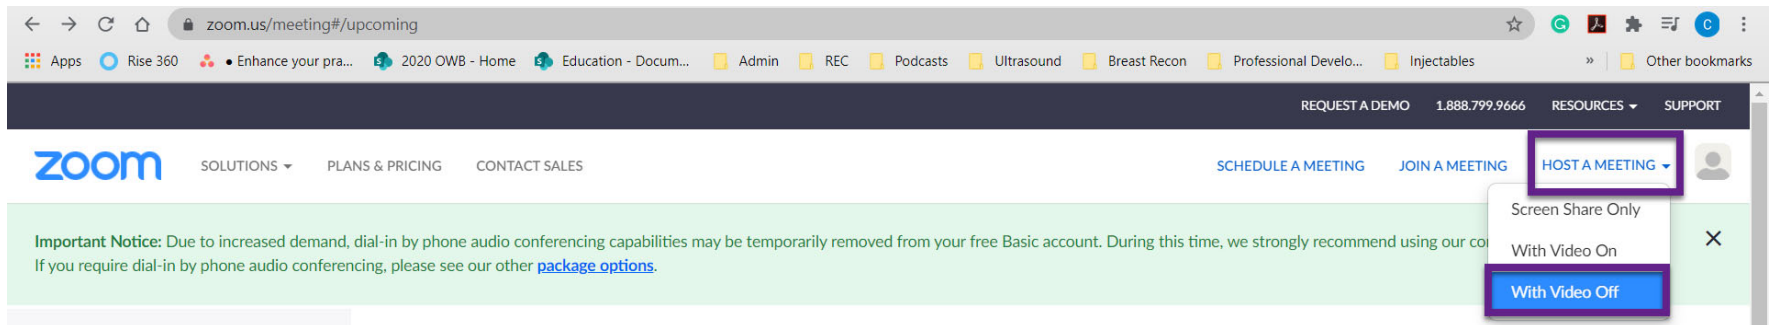 zoom.us/meeting#/upcoming
G
C
Apps Rise 360 • Enhance your pra... 2020 OWB - Home Education - Docum... Admin REC Podcasts Ultrasound Breast Recon Professional Develo... Injectables » Other bookmarks
REQUEST A DEMO 1.888.799.9666 RESOURCES SUPPORT
zoom SOLUTIONS PLANS & PRICING CONTACT SALES SCHEDULE A MEETING JOIN A MEETING HOST A MEETING
Screen Share Only
With Video On
With Video Off
Important Notice: Due to increased demand, dial-in by phone audio conferencing capabilities may be temporarily removed from your free Basic account. During this time, we strongly recommend using our co
If you require dial-in by phone audio conferencing, please see our other package options.